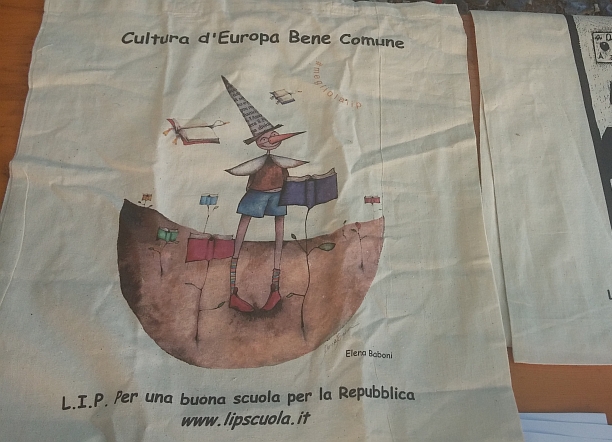 Cultura d'Europa Bene Comune
Elena Baboni
L.I.P. Per una buona scuola per la Repubblica
www.lipscuola.it